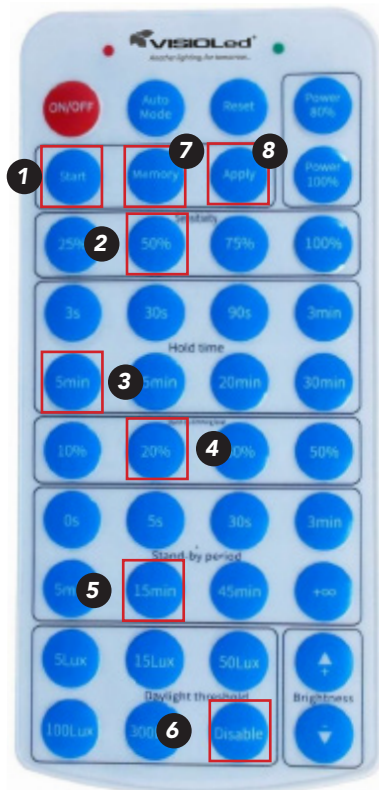 VISIOLed+
Another lighting, for tomorrow...
ON/OFF
Auto Mode
Reset
Power 80%
7
8
1
Start
Memory
Apply
Power 100%
Sensitivity
25%
2
50%
75%
100%
3s
30s
90s
3min
Hold time
5min
3
5min
20min
30min
10%
20%
4
0%
50%
0s
5s
30s
3min
Stand-by period
5m
5
15min
45min
+∞
5Lux
15Lux
50Lux
+
Daylight threshold
Brightness
100Lux
300
6
Disable
-